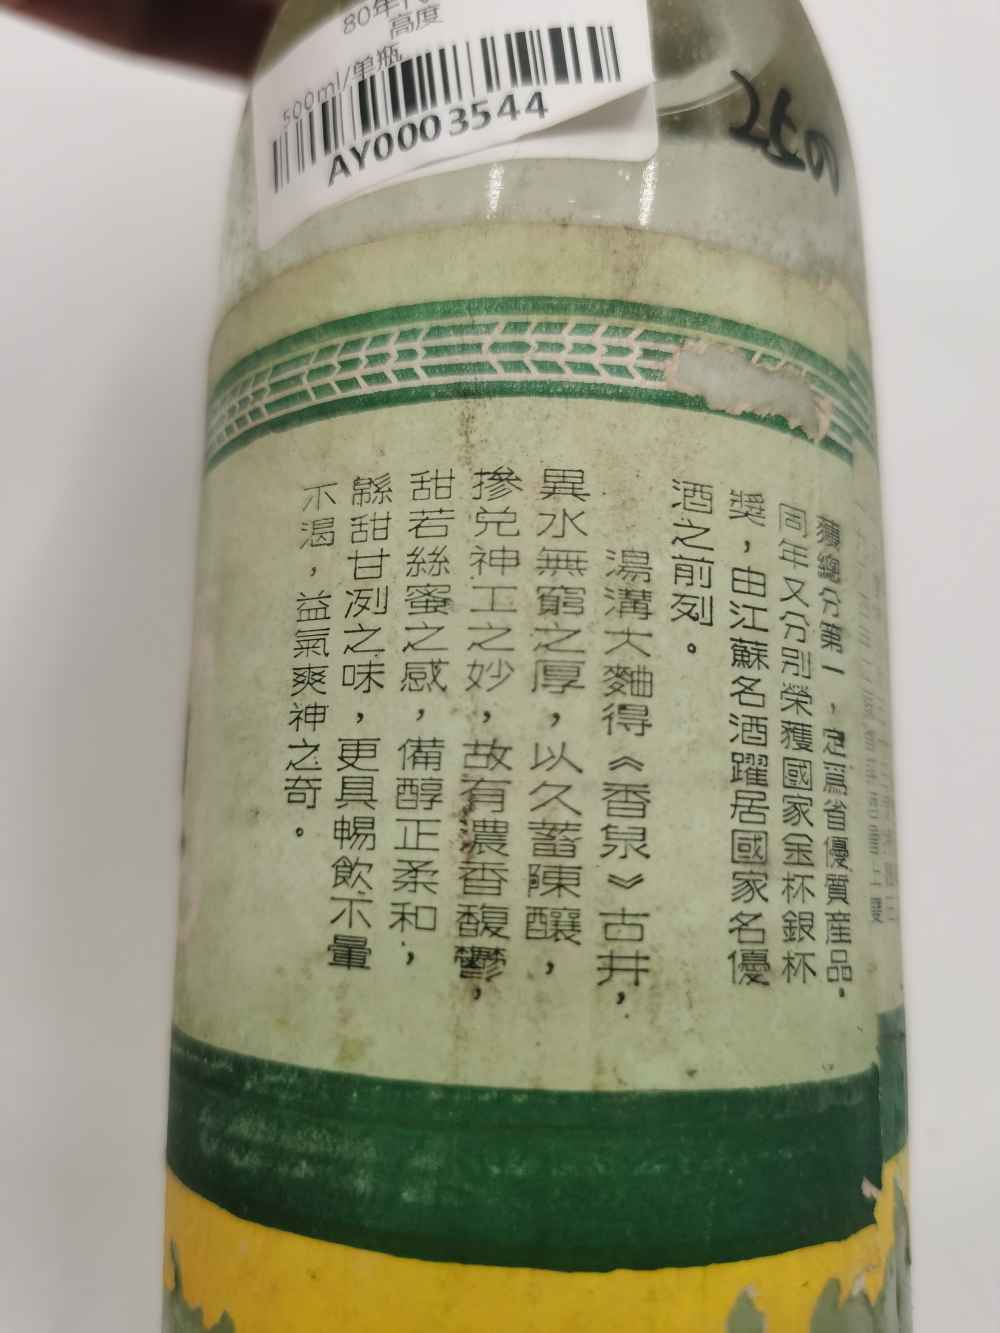 80年代
高度
500ml/单瓶
AY0003544
2500
獲總分第一，定爲省優質産品。
同年又分别榮獲國家金杯銀杯
獎，由江蘇名酒躍居國家名優
酒之前列。
湯溝大麯得《香泉》古井，
異水無窮之厚，以久蓄陳釀，
摻兑神工之妙，故有濃香馥鬱，
甜若絲蜜之感，備醇正柔和，
緜甜甘冽之味，更具暢飲不暈
不渴，益氣爽神之奇。